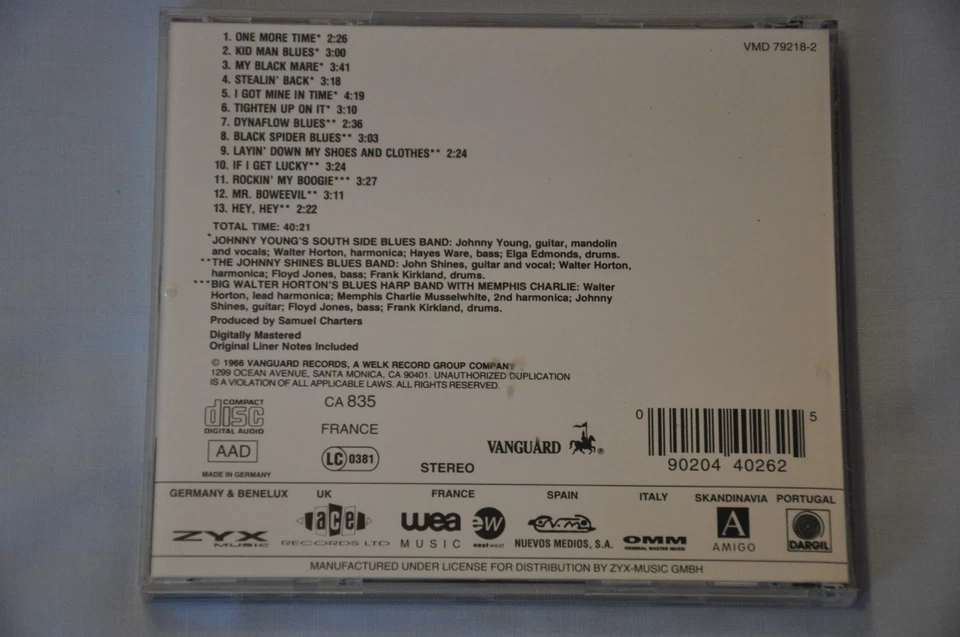 1. ONE MORE TIME* 2:26
2. KID MAN BLUES* 3:00
3. MY BLACK MARE* 3:41
4. STEALIN' BACK* 3:18
5. I GOT MINE IN TIME* 4:19
6. TIGHTEN UP ON IT* 3:10
7. DYNAFLOW BLUES** 2:36
8. BLACK SPIDER BLUES** 3:03
9. LAYIN' DOWN MY SHOES AND CLOTHES** 2:24
10. IF I GET LUCKY** 3:24
11. ROCKIN' MY BOOGIE*** 3:27
12. MR. BOWEEVIL** 3:11
13. HEY, HEY** 2:22
VMD 79218-2
TOTAL TIME: 40:21
*JOHNNY YOUNG'S SOUTH SIDE BLUES BAND: Johnny Young, guitar, mandolin
and vocals; Walter Horton, harmonica; Hayes Ware, bass; Elga Edmonds, drums.
**THE JOHNNY SHINES BLUES BAND: John Shines, guitar and vocal; Walter Horton,
harmonica; Floyd Jones, bass; Frank Kirkland, drums.
***BIG WALTER HORTON'S BLUES HARP BAND WITH MEMPHIS CHARLIE: Walter
Horton, lead harmonica; Memphis Charlie Musselwhite, 2nd harmonica; Johnny
Shines, guitar; Floyd Jones, bass; Frank Kirkland, drums.
Produced by Samuel Charters
Digitally Mastered
Original Liner Notes Included
© 1966 VANGUARD RECORDS, A WELK RECORD GROUP COMPANY
1299 OCEAN AVENUE, SANTA MONICA, CA 90401. UNAUTHORIZED DUPLICATION
IS A VIOLATION OF ALL APPLICABLE LAWS. ALL RIGHTS RESERVED.
COMPACT
disc
DIGITAL AUDIO
AAD
MADE IN GERMANY
CA 835
FRANCE
LC 0381
STEREO
VANGUARD ®
0 90204 40262 5
GERMANY & BENELUX
ZYX
MUSIC
UK
ace
RECORDS LTD
FRANCE
wea
MUSIC
ew
eastwest
SPAIN
NUEVOS MEDIOS, S.A.
ITALY
OMM
SKANDINAVIA
A
AMIGO
PORTUGAL
DARGIL
MANUFACTURED UNDER LICENSE FOR DISTRIBUTION BY ZYX-MUSIC GMBH